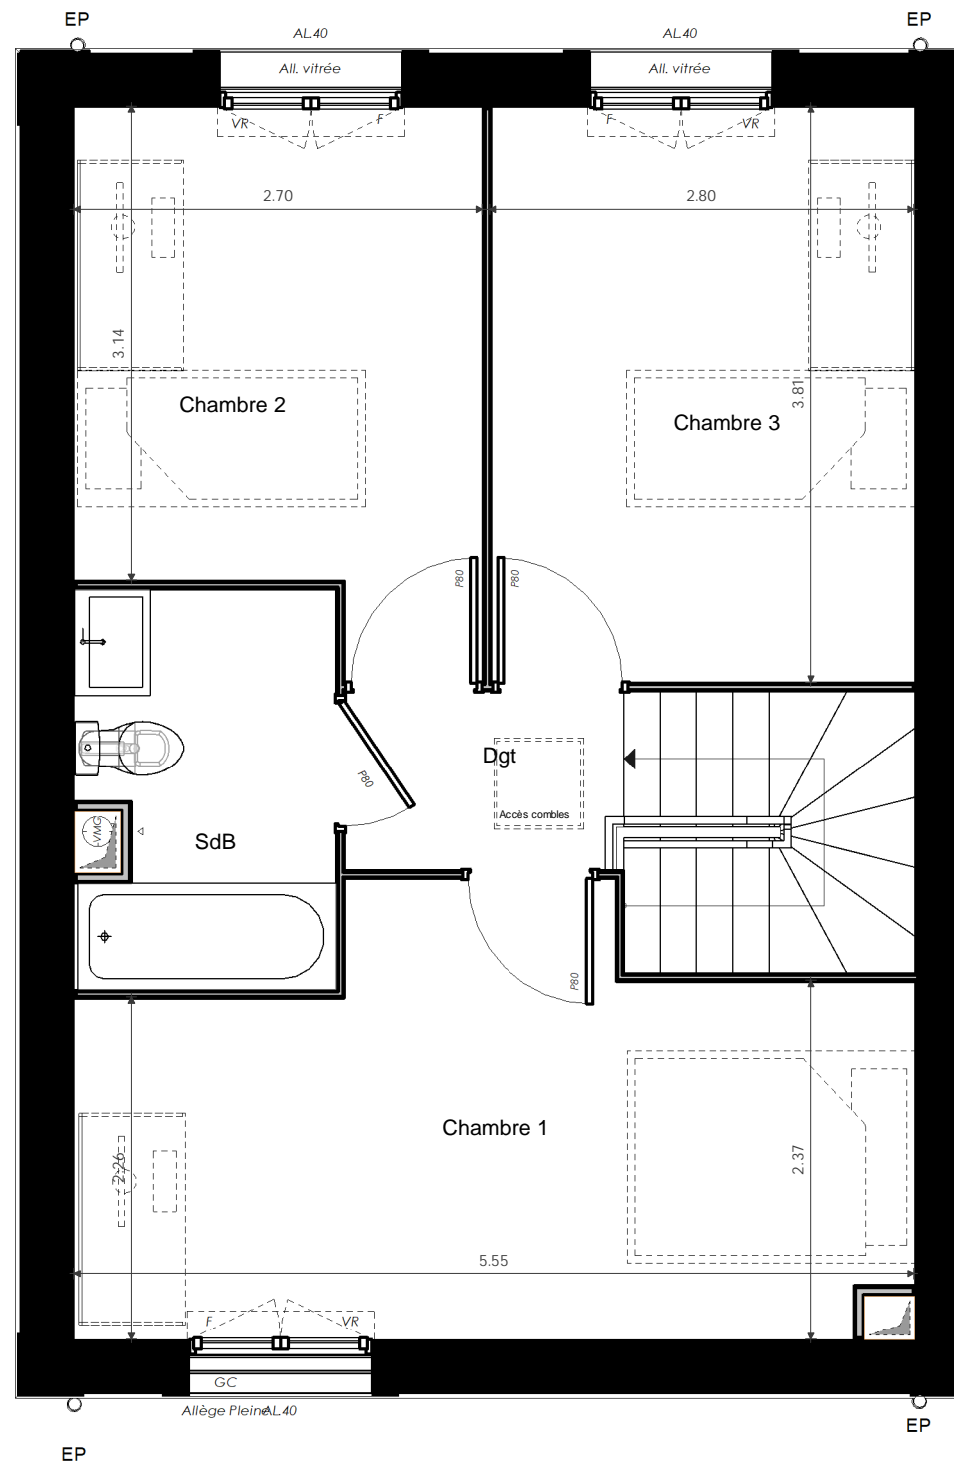 EP
EP
AL40
AL40
All. vitrée
All. vitrée
VR
F
F
VR
2.70
2.80
3.14
3.81
Chambre 2
Chambre 3
P80
P80
Dgt
P80
Accès combles
VMC
SdB
P80
Chambre 1
2.26
2.37
5.55
F
VR
GC
Allège Pleine
AL40
EP
EP